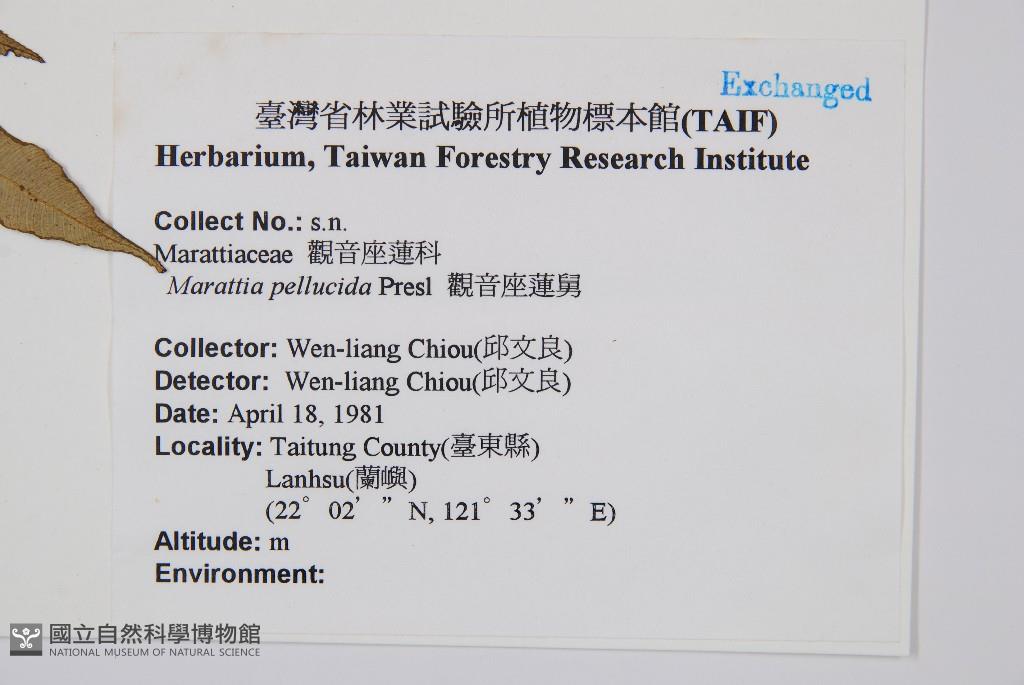 Exchanged
臺灣省林業試驗所植物標本館(TAIF)
Herbarium, Taiwan Forestry Research Institute
Collect No.: s.n.
Marattiaceae 觀音座蓮科
Marattia pellucida Presl 觀音座蓮舅
Collector: Wen-liang Chiou(邱文良)
Detector: Wen-liang Chiou(邱文良)
Date: April 18, 1981
Locality: Taitung County(臺東縣)
Lanhsu(蘭嶼)
(22° 02’ ” N, 121° 33’ ” E)
Altitude: m
Environment:
國立自然科學博物館
NATIONAL MUSEUM OF NATURAL SCIENCE